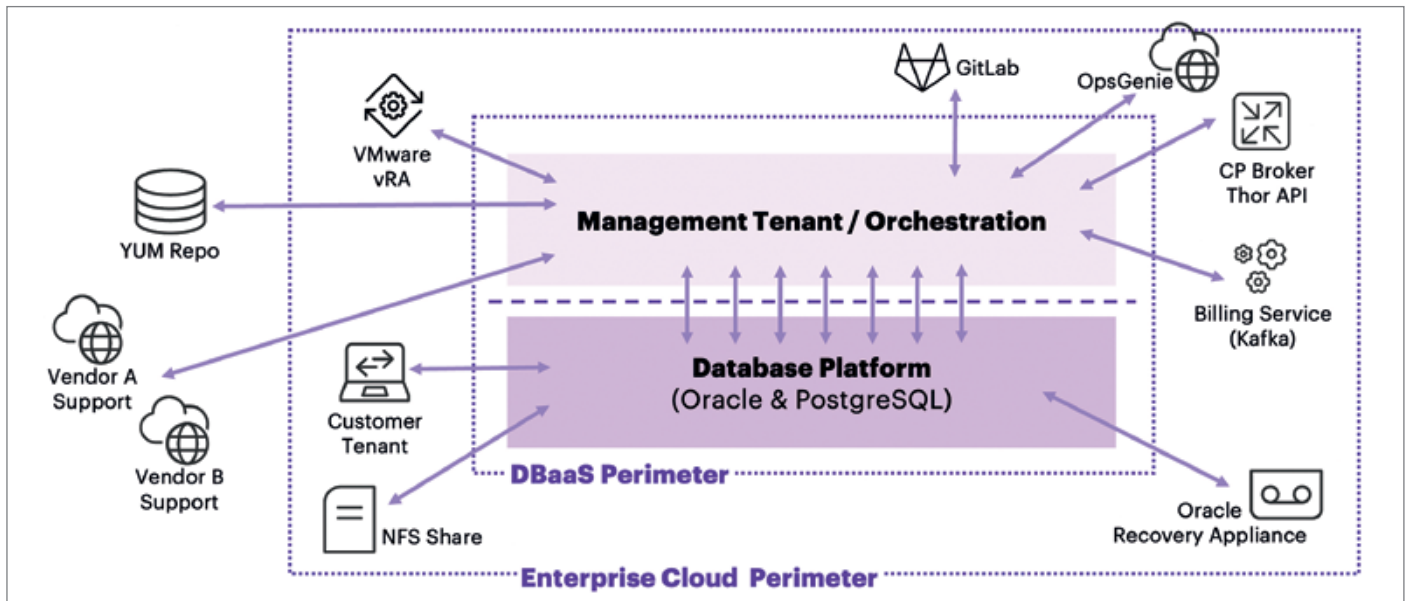 GitLab
OpsGenie
VMware
vRA
CP Broker
Thor API
YUM Repo
Management Tenant / Orchestration
Billing Service
(Kafka)
Vendor A
Support
Database Platform
(Oracle & PostgreSQL)
Customer
Tenant
Vendor B
Support
DBaaS Perimeter
NFS Share
Oracle
Recovery Appliance
Enterprise Cloud Perimeter